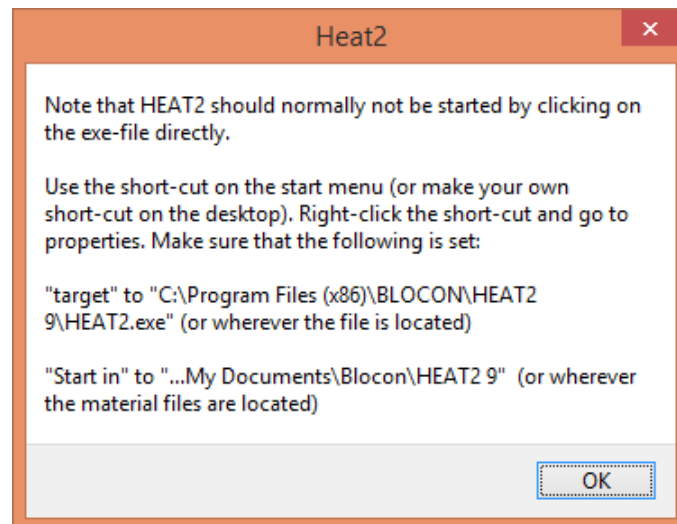 Heat2
Note that HEAT2 should normally not be started by clicking on
the exe-file directly.
Use the short-cut on the start menu (or make your own
short-cut on the desktop). Right-click the short-cut and go to
properties. Make sure that the following is set:
"target" to "C:\Program Files (x86)\BLOCON\HEAT2
9\HEAT2.exe" (or wherever the file is located)
"Start in" to "...My Documents\Blocon\HEAT2 9"  (or wherever
the material files are located)
OK